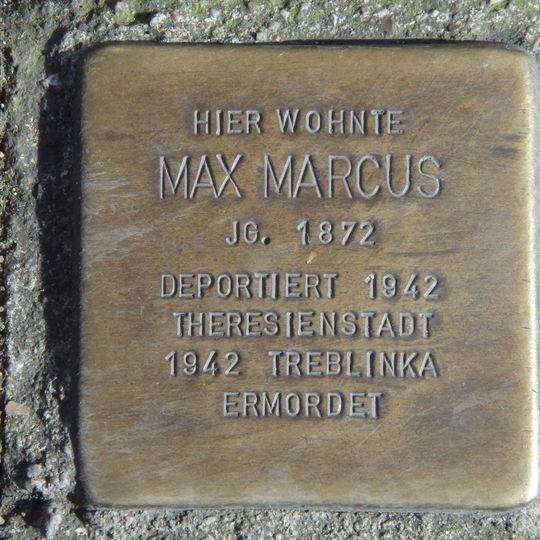 HIER WOHNTE
MAX MARCUS
JG. 1872
DEPORTIERT 1942
THERESIENSTADT
1942 TREBLINKA
ERMORDET